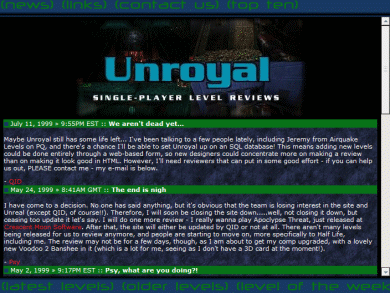 (news) (links) (contact us) (top ten)
Unroyal
SINGLE-PLAYER LEVEL REVIEWS
July 11, 1999 » 9:55PM EST :: We aren't dead yet...
Maybe Unroyal still has some life left... I've been talking to a few people lately, including Jeremy from Airquake
Levels on PQ, and there's a chance I'll be able to set Unroyal up on an SQL database! This means adding new levels
could be done entirely through a web-based form, so new designers could concentrate more on making a review
than on making it look good in HTML. However, I'll need reviewers that can put in some good effort - if you can help
us out, PLEASE contact me - my e-mail is below.
- QID
May 24, 1999 » 8:41AM GMT :: The end is nigh
I have come to a decision. No one has said anything, but it's obvious that the team is losing interest in the site and
Unreal (except QID, of course!!). Therefore, I will soon be closing the site down.....well, not closing it down, but
ceasing too update it let's say. I will do one more review - I really wanna play Apoclypse Threat, just released at
Crescent Moon Software. After that, the site will either be updated by QID or not at all. There aren't many levels
being released for us to review anymore, and people are starting to move on, more specifically to Half Life,
including me. The review may not be for a few days, though, as I am about to get my comp upgraded, with a lovely
new Voodoo 2 Banshee in it (which is a lot for me, seeing as I don't have a 3D card at the moment!).
- Psy
May 2, 1999 » 9:17PM EST :: Psy, what are you doing?!
(latest levels) (older levels) (level of the week